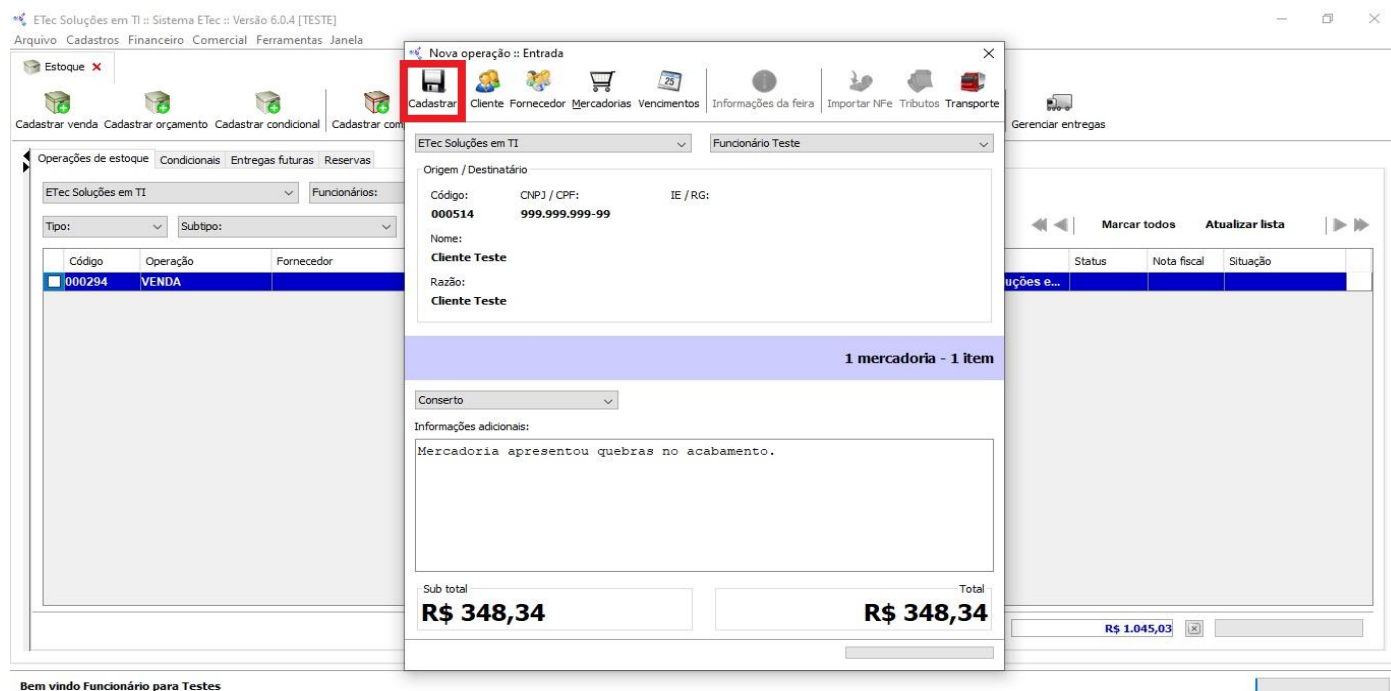 ETec Soluções em TI :: Sistema ETec :: Versão 6.0.4 [TESTE]
Arquivo Cadastros Financeiro Comercial Ferramentas Janela
Estoque
Cadastrar venda Cadastrar orçamento Cadastrar condicional Cadastrar com
Gerenciar entregas
Operações de estoque Condicionais Entregas futuras Reservas
ETec Soluções em TI Funcionários:
Tipo: Subtipo: Marcar todos Atualizar lista
Código Operação Fornecedor Status Nota fiscal Situação
000294 VENDA uções e...
R$ 1.045,03
Bem vindo Funcionário para Testes
Nova operação :: Entrada
Cadastrar Cliente Fornecedor Mercadorias Vencimentos Informações da feira Importar NFe Tributos Transporte
25
ETec Soluções em TI Funcionário Teste
Origem / Destinatário
Código: CNPJ / CPF: IE / RG:
000514 999.999.999-99
Nome:
Cliente Teste
Razão:
Cliente Teste
1 mercadoria - 1 item
Conserto
Informações adicionais:
Mercadoria apresentou quebras no acabamento.
Sub total Total
R$ 348,34 R$ 348,34